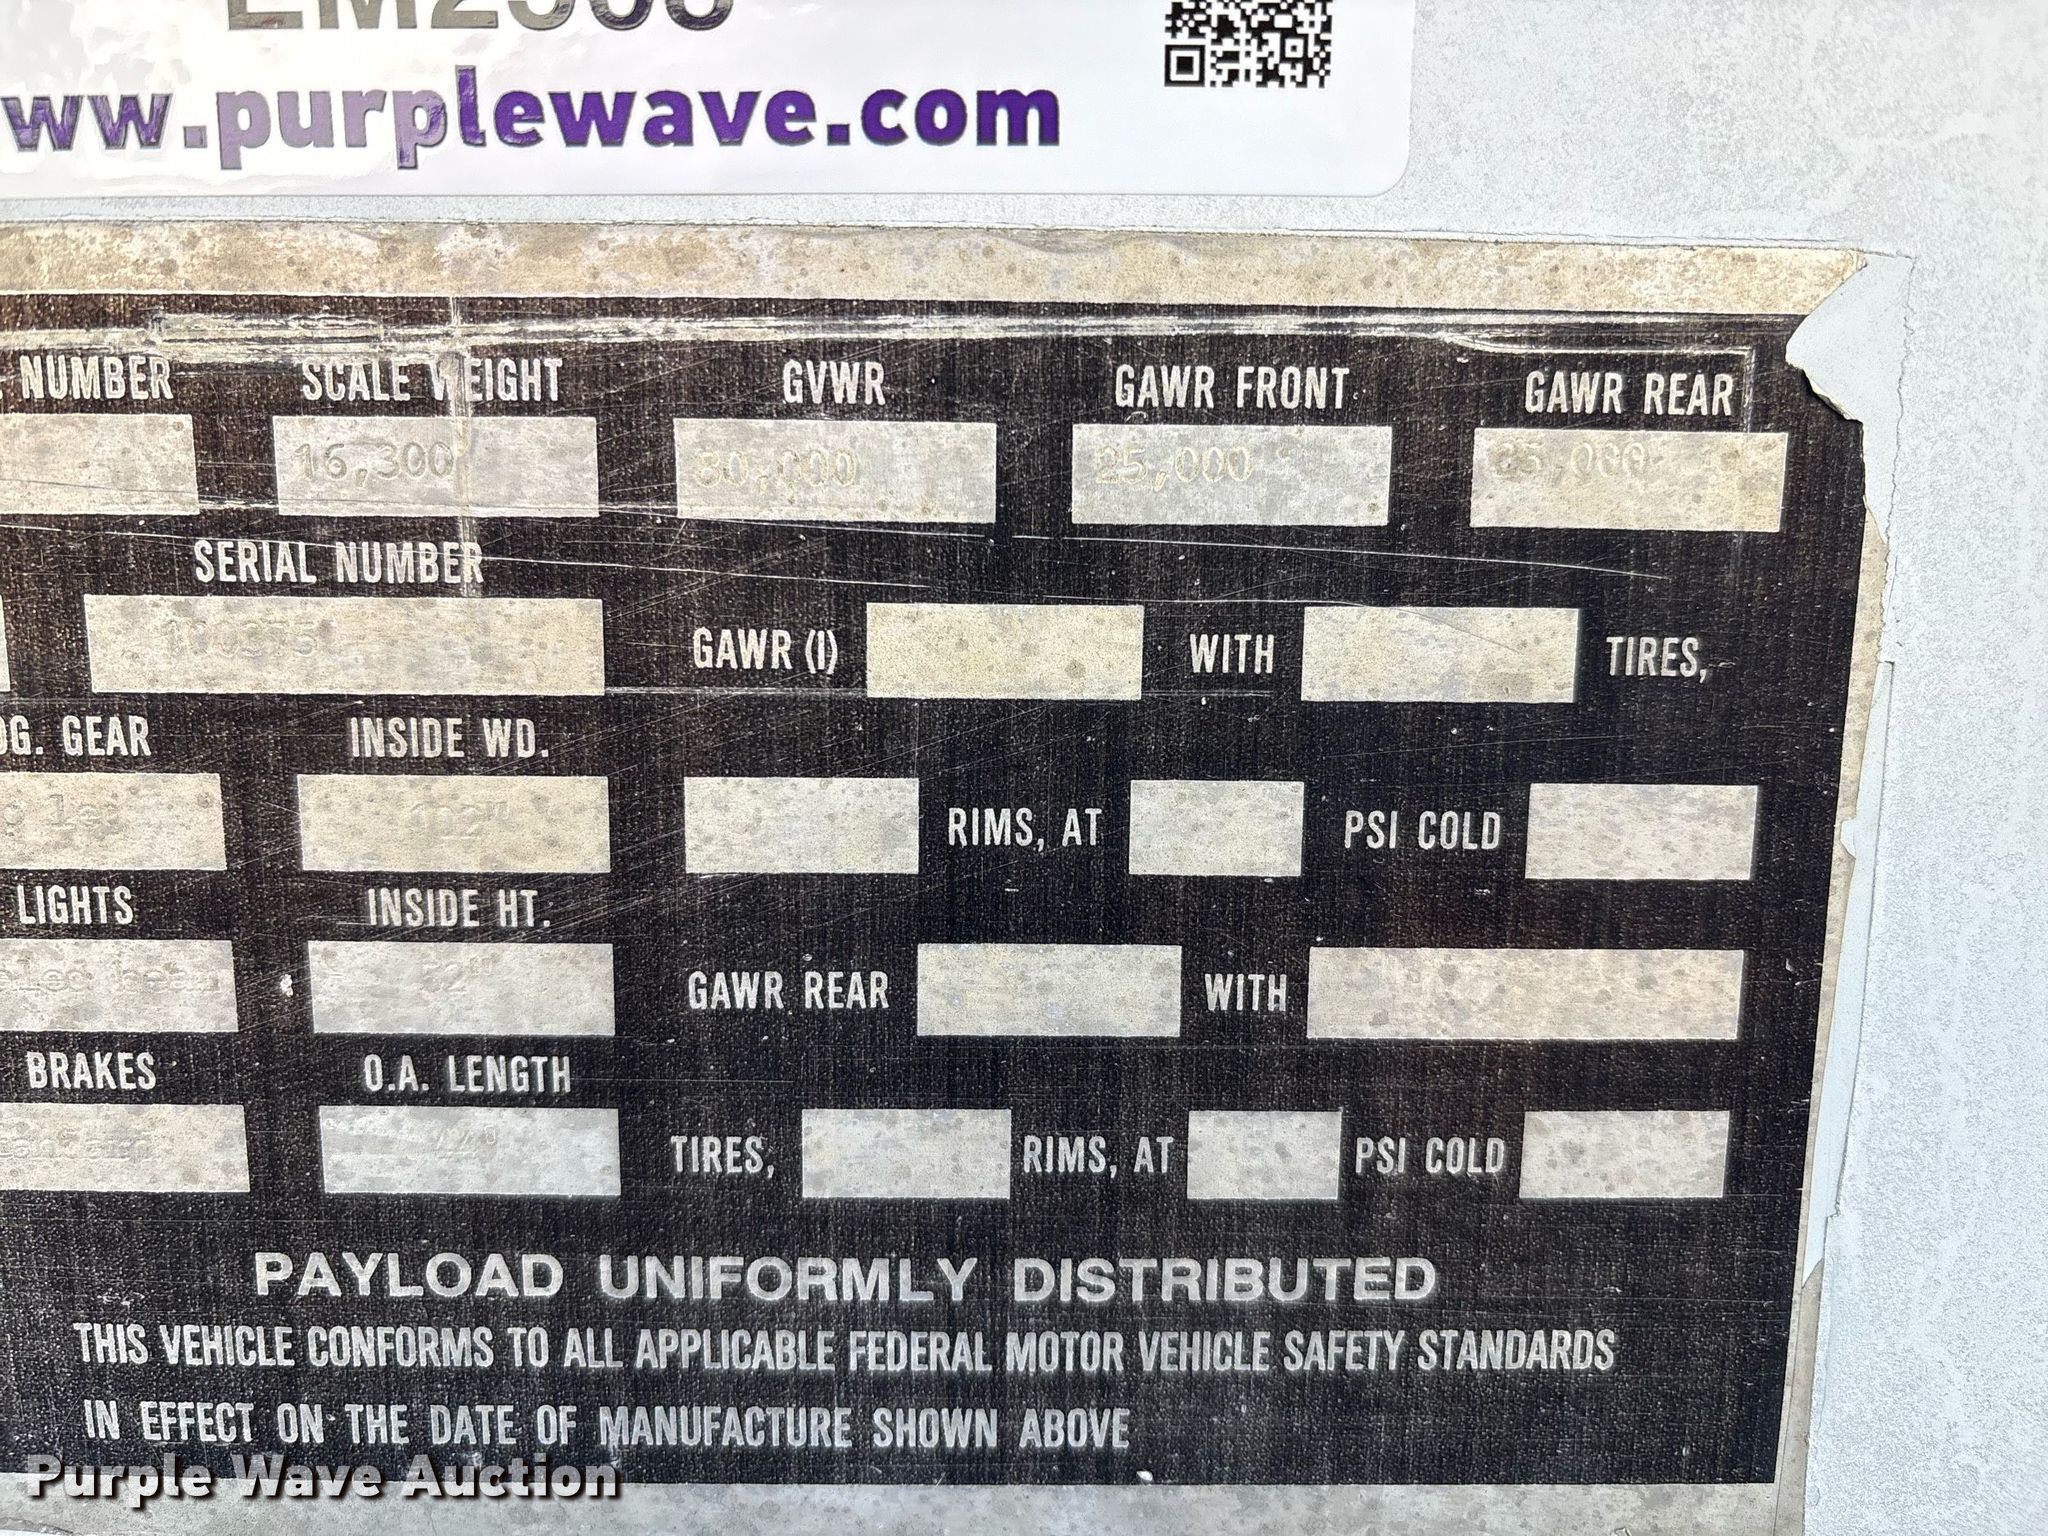 www.purplewave.com
NUMBER SCALE WEIGHT GVWR GAWR FRONT GAWR REAR
16,300 80,000 25,000
SERIAL NUMBER
GAWR (I) WITH TIRES,
GEAR INSIDE WD.
102"
RIMS, AT PSI COLD
LIGHTS INSIDE HT.
GAWR REAR WITH
BRAKES O.A. LENGTH
TIRES, RIMS, AT PSI COLD
PAYLOAD UNIFORMLY DISTRIBUTED
THIS VEHICLE CONFORMS TO ALL APPLICABLE FEDERAL MOTOR VEHICLE SAFETY STANDARDS
IN EFFECT ON THE DATE OF MANUFACTURE SHOWN ABOVE
Purple Wave Auction